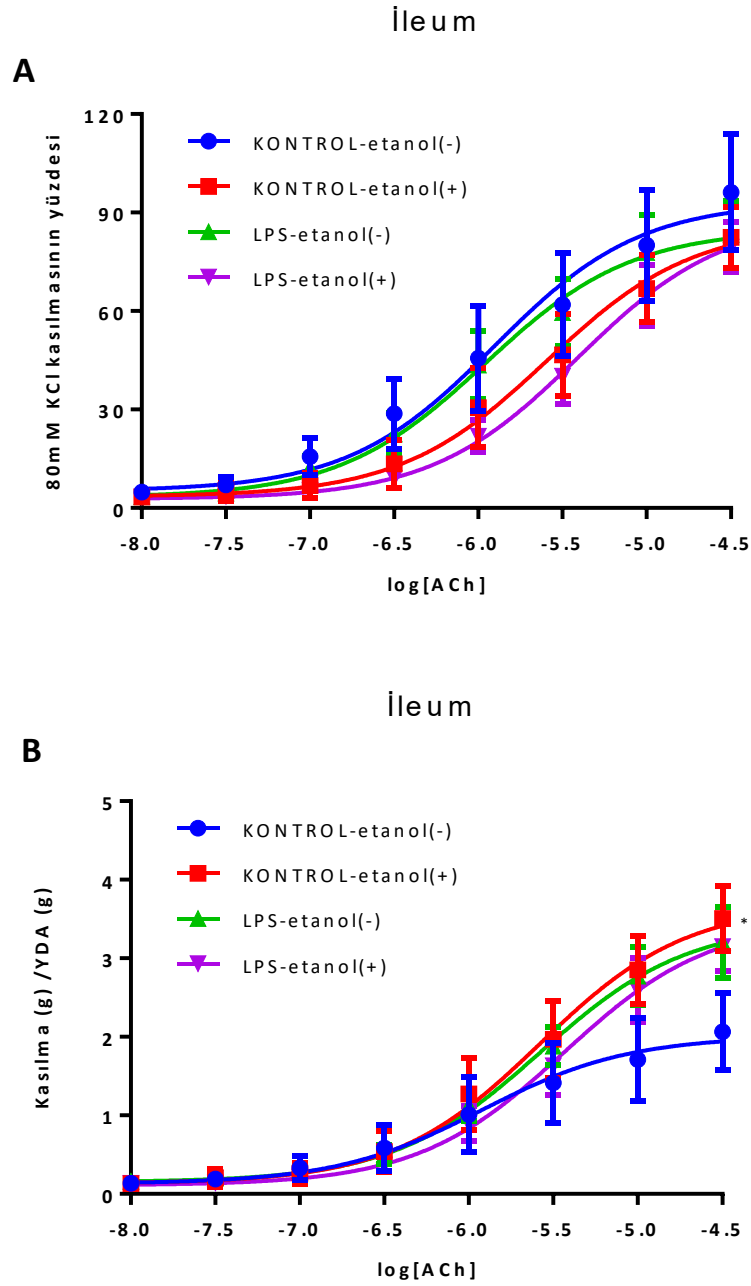 İleum
A
80mM KCl kasılmasının yüzdesi
120
90
60
30
0
KONTROL-etanol(-)
KONTROL-etanol(+)
LPS-etanol(-)
LPS-etanol(+)
-8.0 -7.5 -7.0 -6.5 -6.0 -5.5 -5.0 -4.5
log[ACh]
İleum
B
Kasılma (g) /YDA (g)
5
4
3
2
1
0
KONTROL-etanol(-)
KONTROL-etanol(+)
LPS-etanol(-)
LPS-etanol(+)
*
-8.0 -7.5 -7.0 -6.5 -6.0 -5.5 -5.0 -4.5
log[ACh]